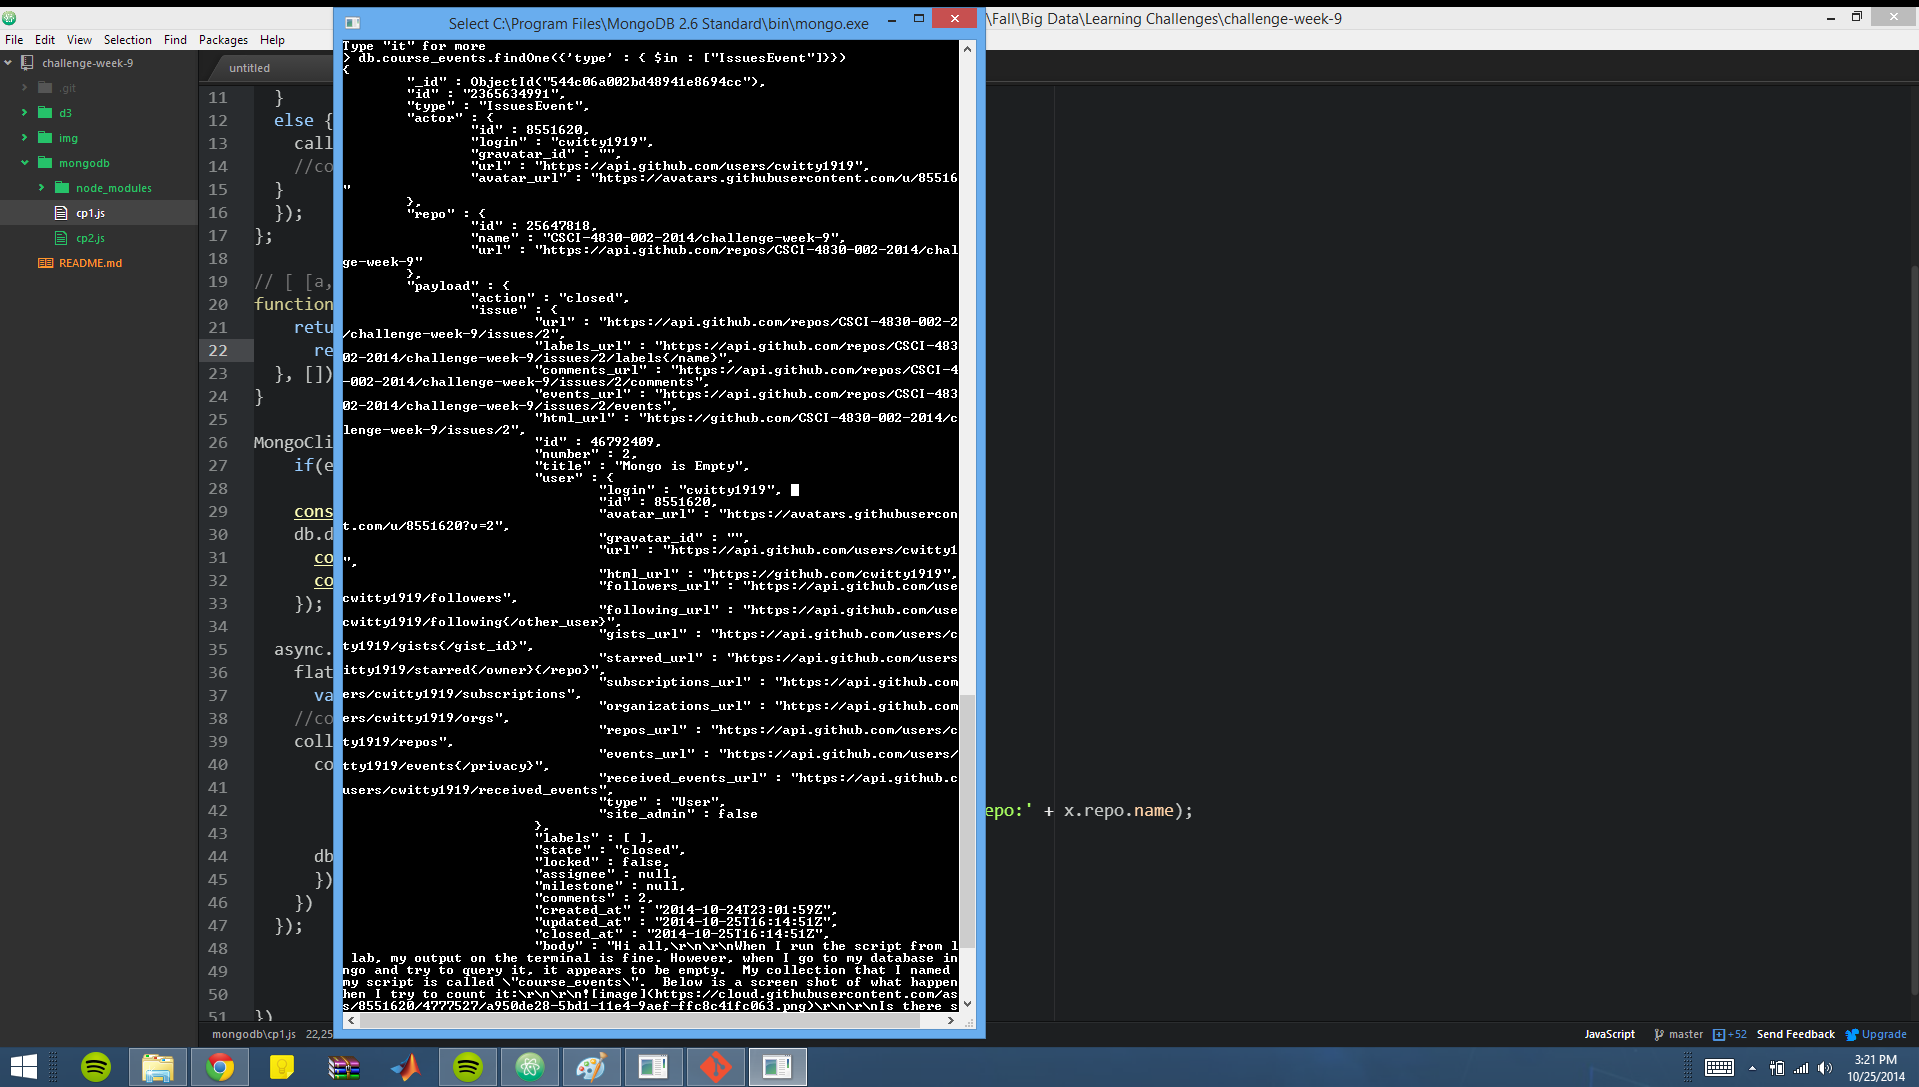 Select C:\Program Files\MongoDB 2.6 Standard\bin\mongo.exe
\Fall\Big Data\Learning Challenges\challenge-week-9
File Edit View Selection Find Packages Help
challenge-week-9
.git
d3
img
mongodb
node_modules
cp1.js
cp2.js
README.md
untitled
11 }
12 else {
13 call
14 //co
15 }
16 });
17 };
18
19 // [ [a,
20 function
21 retu
22 re
23 }, [])
24 }
25
26 MongoCli
27 if(e
28
29 cons
30 db.d
31 co
32 co
33 });
34
35 async.
36 flat
37 va
38 //co
39 coll
40 co
41
42 epo:' + x.repo.name);
43
44 db
45 })
46 })
47 });
48
49
50
51 })
Type "it" for more
> db.course_events.findOne({'type' : { $in : ["IssuesEvent"]}})
{
"_id" : ObjectId("544c06a002bd48941e8694cc"),
"id" : "2365634991",
"type" : "IssuesEvent",
"actor" : {
"id" : 8551620,
"login" : "cwitty1919",
"gravatar_id" : "",
"url" : "https://api.github.com/users/cwitty1919",
"avatar_url" : "https://avatars.githubusercontent.com/u/85516
"
},
"repo" : {
"id" : 25647818,
"name" : "CSCI-4830-002-2014/challenge-week-9",
"url" : "https://api.github.com/repos/CSCI-4830-002-2014/chal
ge-week-9"
},
"payload" : {
"action" : "closed",
"issue" : {
"url" : "https://api.github.com/repos/CSCI-4830-002-2
/challenge-week-9/issues/2",
"labels_url" : "https://api.github.com/repos/CSCI-483
02-2014/challenge-week-9/issues/2/labels{/name}",
"comments_url" : "https://api.github.com/repos/CSCI-4
-002-2014/challenge-week-9/issues/2/comments",
"events_url" : "https://api.github.com/repos/CSCI-483
02-2014/challenge-week-9/issues/2/events",
"html_url" : "https://github.com/CSCI-4830-002-2014/c
lenge-week-9/issues/2",
"id" : 46792409,
"number" : 2,
"title" : "Mongo is Empty",
"user" : {
"login" : "cwitty1919",
"id" : 8551620,
"avatar_url" : "https://avatars.githubusercon
t.com/u/8551620?v=2",
"gravatar_id" : "",
"url" : "https://api.github.com/users/cwitty1
",
"html_url" : "https://github.com/cwitty1919",
"followers_url" : "https://api.github.com/use
cwitty1919/followers",
"following_url" : "https://api.github.com/use
cwitty1919/following{/other_user}",
"gists_url" : "https://api.github.com/users/c
ty1919/gists{/gist_id}",
"starred_url" : "https://api.github.com/users
itty1919/starred{/owner}{/repo}",
"subscriptions_url" : "https://api.github.com
ers/cwitty1919/subscriptions",
"organizations_url" : "https://api.github.com
ers/cwitty1919/orgs",
"repos_url" : "https://api.github.com/users/c
ty1919/repos",
"events_url" : "https://api.github.com/users/
itty1919/events{/privacy}",
"received_events_url" : "https://api.github.c
users/cwitty1919/received_events",
"type" : "User",
"site_admin" : false
},
"labels" : [ ],
"state" : "closed",
"locked" : false,
"assignee" : null,
"milestone" : null,
"comments" : 2,
"created_at" : "2014-10-24T23:01:59Z",
"updated_at" : "2014-10-25T16:14:51Z",
"closed_at" : "2014-10-25T16:14:51Z",
"body" : "Hi all,\r\n\r\nWhen I run the script from l
lab, my output on the terminal is fine. However, when I go to my database in
ngo and try to query it, it appears to be empty.  My collection that I named
my script is called \"course_events\".  Below is a screen shot of what happen
hen I try to count it:\r\n\r\n![image](https://cloud.githubusercontent.com/as
s/8551620/4777527/a950de28-5bd1-11e4-9aef-ffc8c41fc063.png)\r\n\r\nIs there s
mongodb\cp1.js 22,25
JavaScript master +52 Send Feedback Upgrade
3:21 PM
10/25/2014